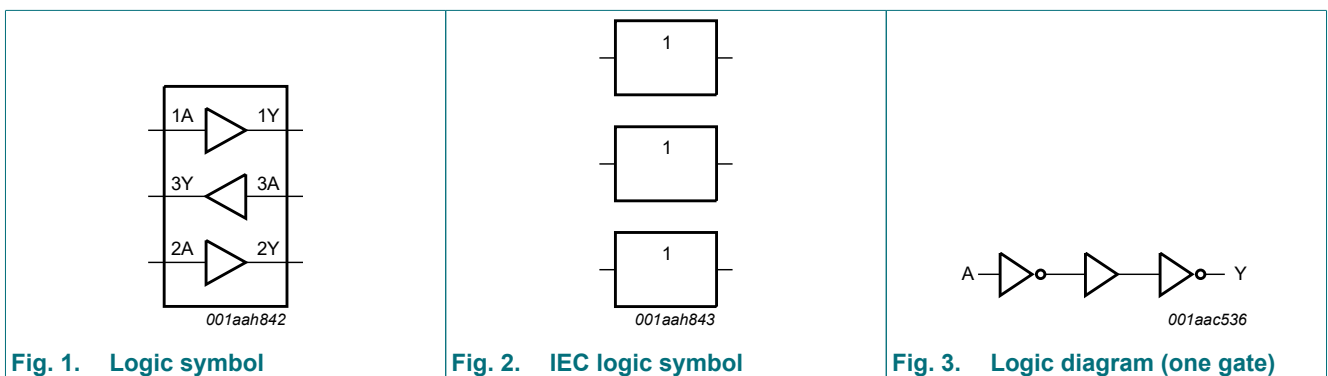 1A 1Y
3Y 3A
2A 2Y
001aah842
Fig. 1. Logic symbol
1
1
1
001aah843
Fig. 2. IEC logic symbol
A Y
001aac536
Fig. 3. Logic diagram (one gate)